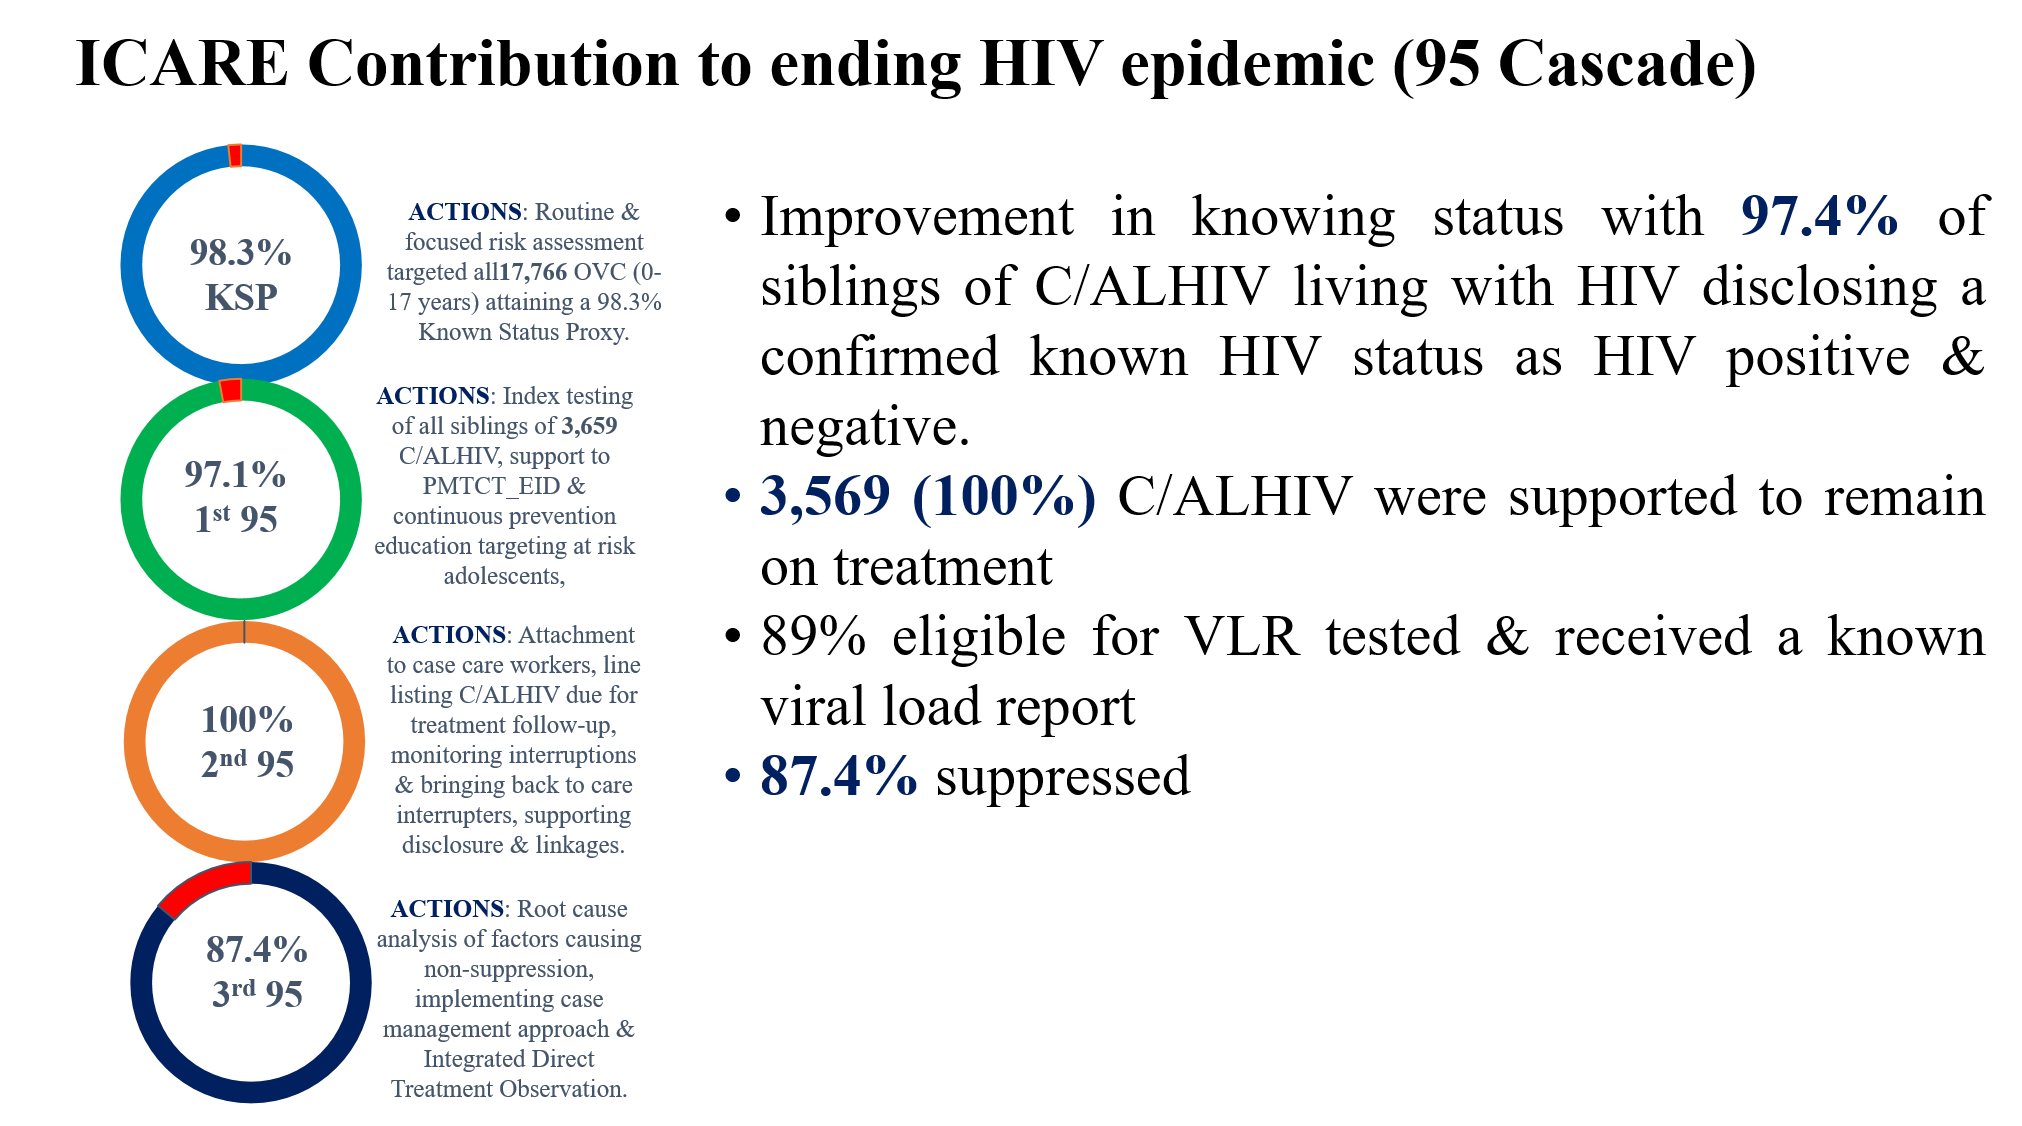 ICARE Contribution to ending HIV epidemic (95 Cascade)
98.3%
KSP
ACTIONS: Routine &
focused risk assessment
targeted all17,766 OVC (0-
17 years) attaining a 98.3%
Known Status Proxy.
97.1%
1st 95
ACTIONS: Index testing
of all siblings of 3,659
C/ALHIV, support to
PMTCT_EID &
continuous prevention
education targeting at risk
adolescents,
100%
2nd 95
ACTIONS: Attachment
to case care workers, line
listing C/ALHIV due for
treatment follow-up,
monitoring interruptions
& bringing back to care
interrupters, supporting
disclosure & linkages.
87.4%
3rd 95
ACTIONS: Root cause
analysis of factors causing
non-suppression,
implementing case
management approach &
Integrated Direct
Treatment Observation.
• Improvement in knowing status with 97.4% of
siblings of C/ALHIV living with HIV disclosing a
confirmed known HIV status as HIV positive &
negative.
• 3,569 (100%) C/ALHIV were supported to remain
on treatment
• 89% eligible for VLR tested & received a known
viral load report
• 87.4% suppressed